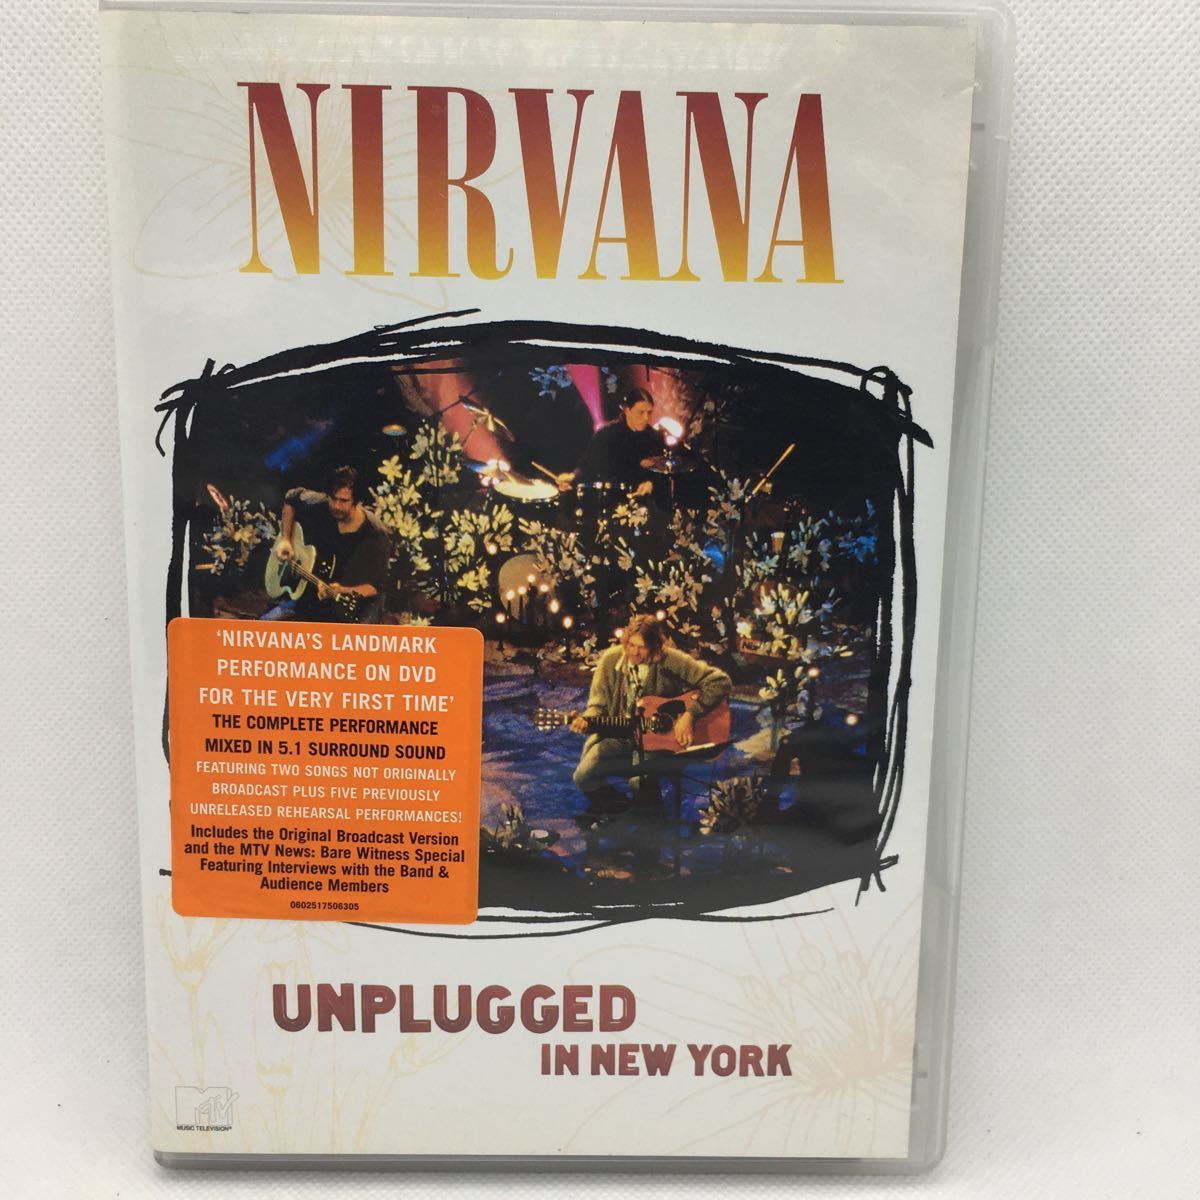 NIRVANA
'NIRVANA'S LANDMARK
PERFORMANCE ON DVD
FOR THE VERY FIRST TIME'
THE COMPLETE PERFORMANCE
MIXED IN 5.1 SURROUND SOUND
FEATURING TWO SONGS NOT ORIGINALLY
BROADCAST PLUS FIVE PREVIOUSLY
UNRELEASED REHEARSAL PERFORMANCES!
Includes the Original Broadcast Version
and the MTV News: Bare Witness Special
Featuring Interviews with the Band &
Audience Members
0602517506305
UNPLUGGED
IN NEW YORK
MTV
MUSIC TELEVISION®